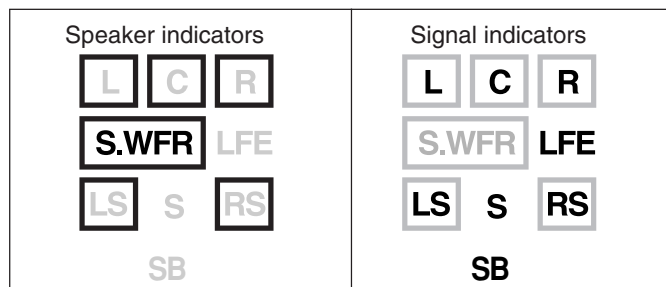 Speaker indicators
L C R
S.WFR LFE
LS S RS
SB
Signal indicators
L C R
S.WFR LFE
LS S RS
SB